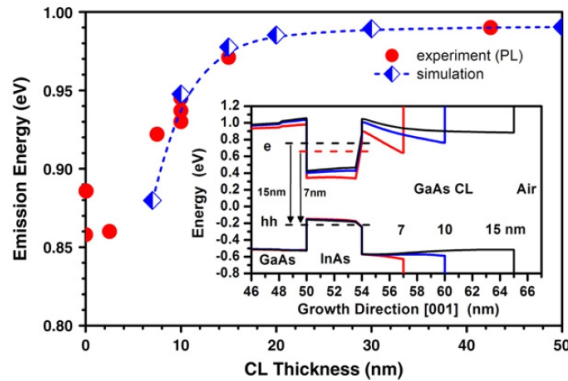 Emission Energy (eV)
1.00
0.95
0.90
0.85
0.80
experiment (PL)
simulation
Energy (eV)
1.2
1.0
0.8
0.6
0.4
0.2
0.0
-0.2
-0.4
-0.6
-0.8
e
15nm
7nm
GaAs CL
Air
hh
7 10 15 nm
GaAs
InAs
46 48 50 52 54 56 58 60 62 64 66
Growth Direction [001] (nm)
0 10 20 30 40 50
CL Thickness (nm)